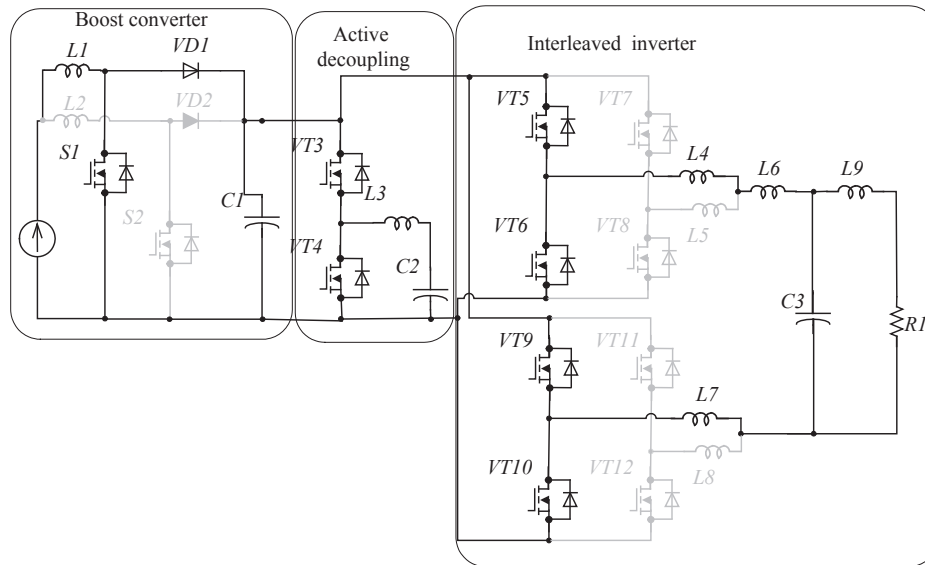 Boost converter
Active
decoupling
Interleaved inverter
L1
VD1
L2
VD2
S1
S2
C1
VT3
L3
VT4
C2
VT5
VT7
L4
L6
L9
VT6
VT8
L5
C3
R1
VT9
VT11
L7
VT10
VT12
L8